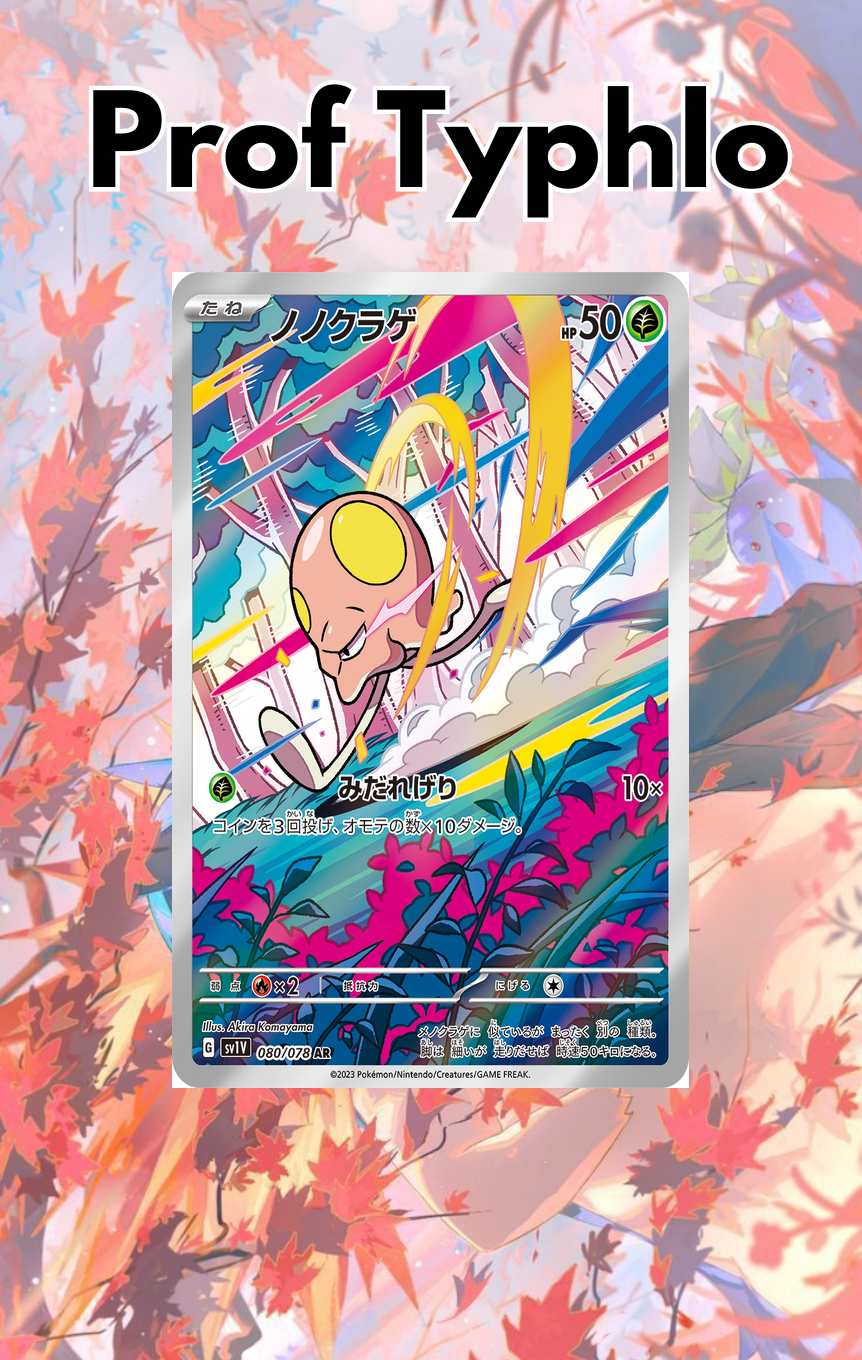 Prof Typhlo
たね
ノノクラゲ
HP50
みだれげり
10×
コインを3回投げ、オモテの数×10ダメージ。
弱点 ×2 抵抗力
にげる
Illus. Akira Komayama
メノクラゲに 似ているが まったく 別の 種類。
脚は 細いが 走りだせば 時速50キロになる。
G sv1V 080/078 AR
©2023 Pokémon/Nintendo/Creatures/GAME FREAK.